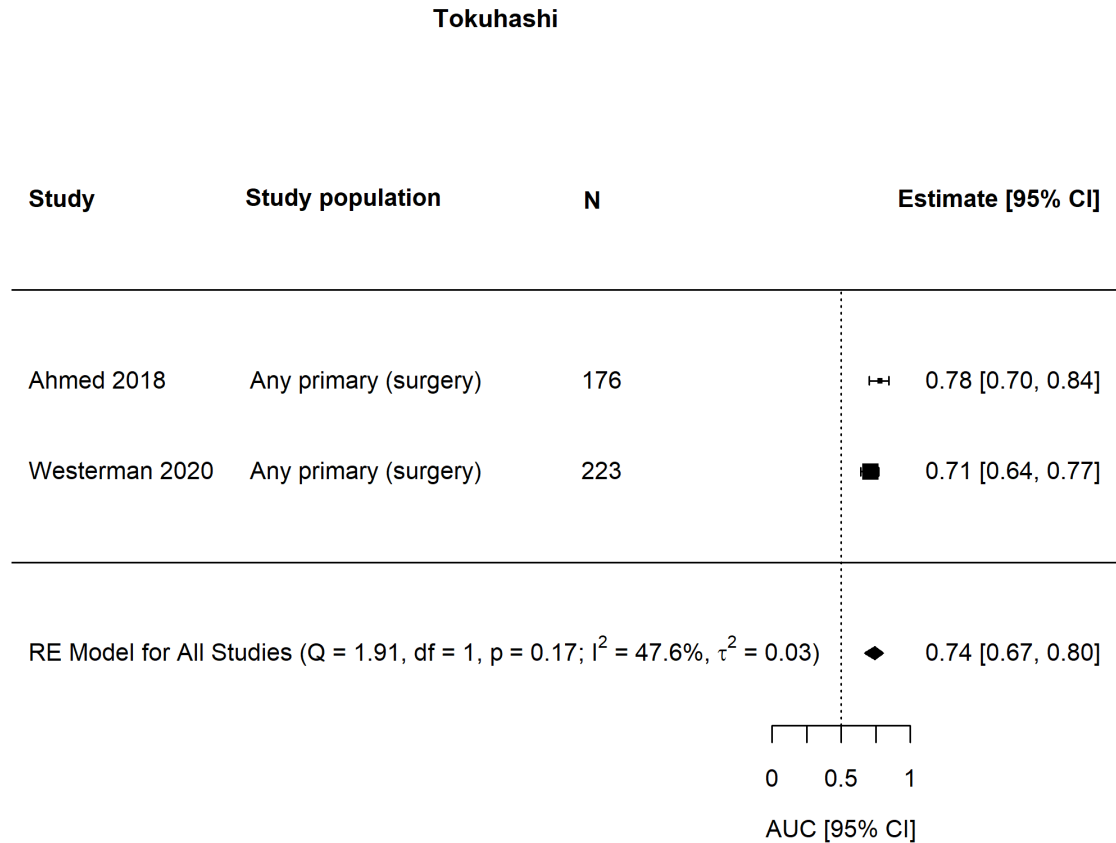 Tokuhashi
Study Study population N Estimate [95% CI]
Ahmed 2018 Any primary (surgery) 176 0.78 [0.70, 0.84]
Westerman 2020 Any primary (surgery) 223 0.71 [0.64, 0.77]
RE Model for All Studies (Q = 1.91, df = 1, p = 0.17; I² = 47.6%, τ² = 0.03) 0.74 [0.67, 0.80]
0 0.5 1
AUC [95% CI]